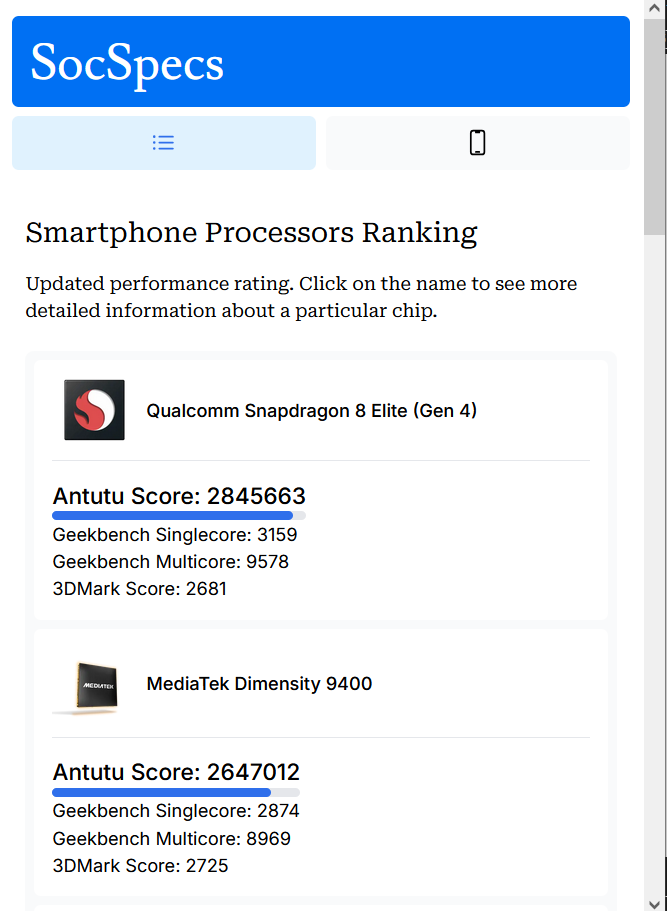 SocSpecs
Smartphone Processors Ranking
Updated performance rating. Click on the name to see more
detailed information about a particular chip.
Qualcomm Snapdragon 8 Elite (Gen 4)
Antutu Score: 2845663
Geekbench Singlecore: 3159
Geekbench Multicore: 9578
3DMark Score: 2681
MEDIATEK
MediaTek Dimensity 9400
Antutu Score: 2647012
Geekbench Singlecore: 2874
Geekbench Multicore: 8969
3DMark Score: 2725